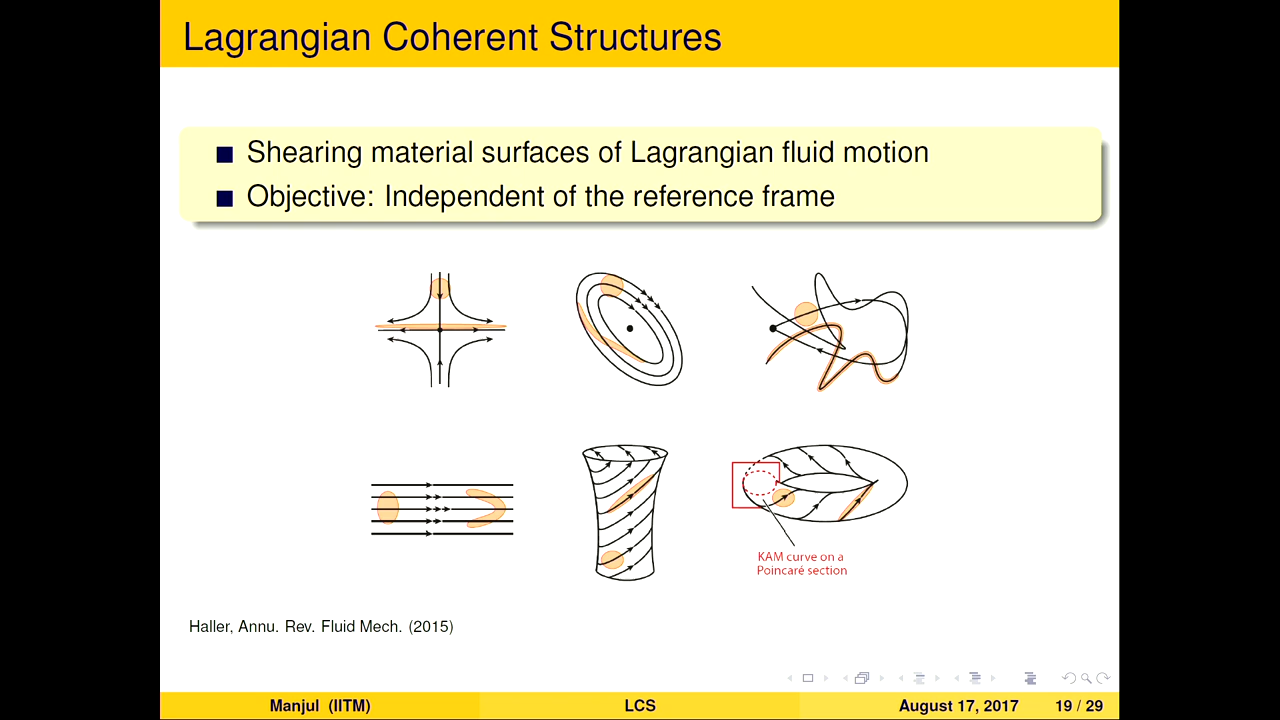 Lagrangian Coherent Structures
Shearing material surfaces of Lagrangian fluid motion
Objective: Independent of the reference frame
KAM curve on a
Poincaré section
Haller, Annu. Rev. Fluid Mech. (2015)
Manjul (IITM) LCS August 17, 2017 19 / 29